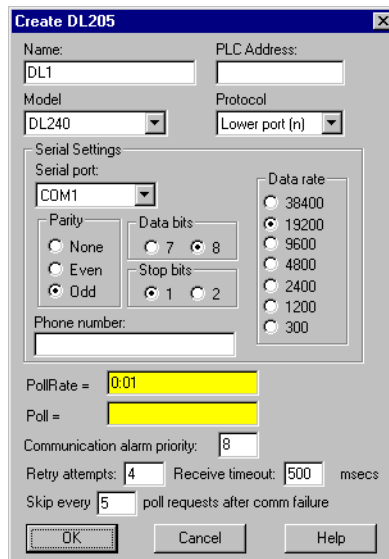 Create DL205
Name: PLC Address:
DL1
Model Protocol
DL240 Lower port (n)
Serial Settings
Serial port:
COM1
Data rate
38400
19200
9600
4800
2400
1200
300
Parity
None
Even
Odd
Data bits
7 8
Stop bits
1 2
Phone number:
PollRate = 0:01
Poll =
Communication alarm priority: 8
Retry attempts: 4 Receive timeout: 500 msecs
Skip every 5 poll requests after comm failure
OK Cancel Help